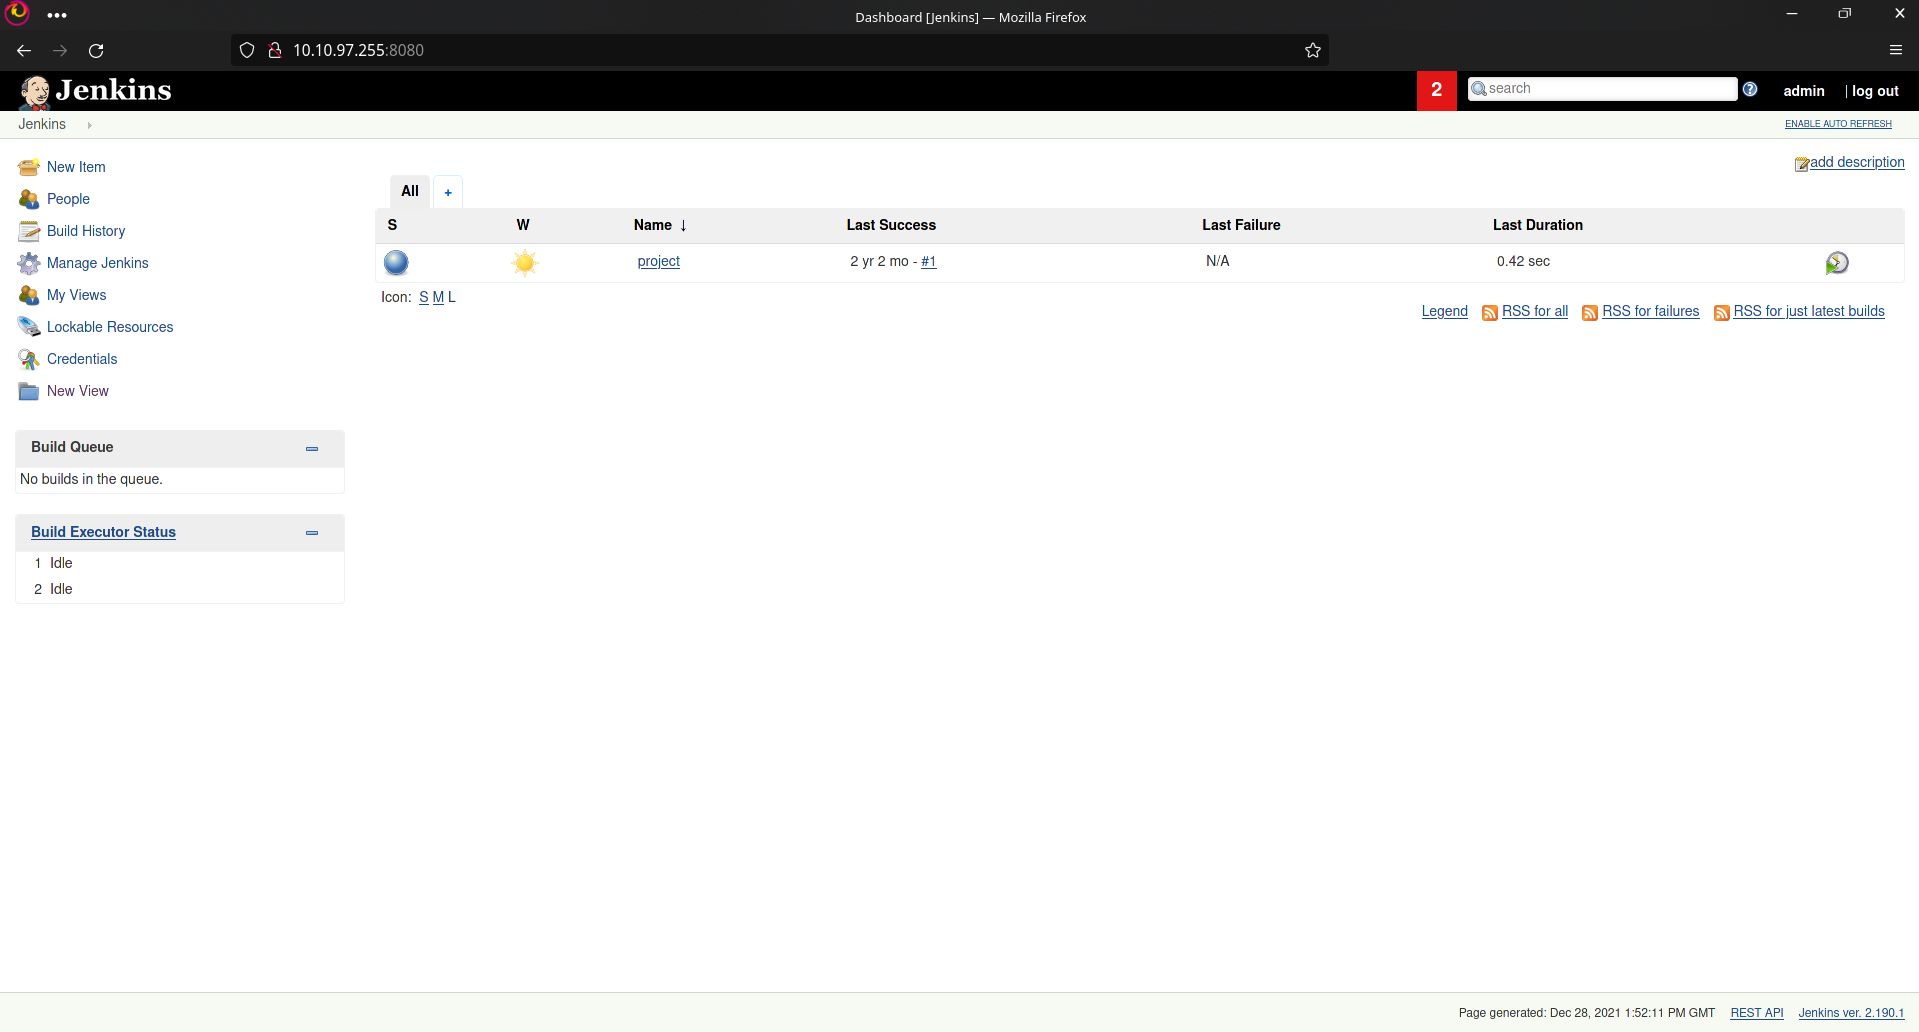 Dashboard [Jenkins] — Mozilla Firefox
10.10.97.255:8080
Jenkins
2
search
admin
| log out
Jenkins
ENABLE AUTO REFRESH
New Item
People
Build History
Manage Jenkins
My Views
Lockable Resources
Credentials
New View
add description
All
+
S W Name ↓ Last Success Last Failure Last Duration
project 2 yr 2 mo - #1 N/A 0.42 sec
Icon: S M L
Legend RSS for all RSS for failures RSS for just latest builds
Build Queue
No builds in the queue.
Build Executor Status
1 Idle
2 Idle
Page generated: Dec 28, 2021 1:52:11 PM GMT REST API Jenkins ver. 2.190.1